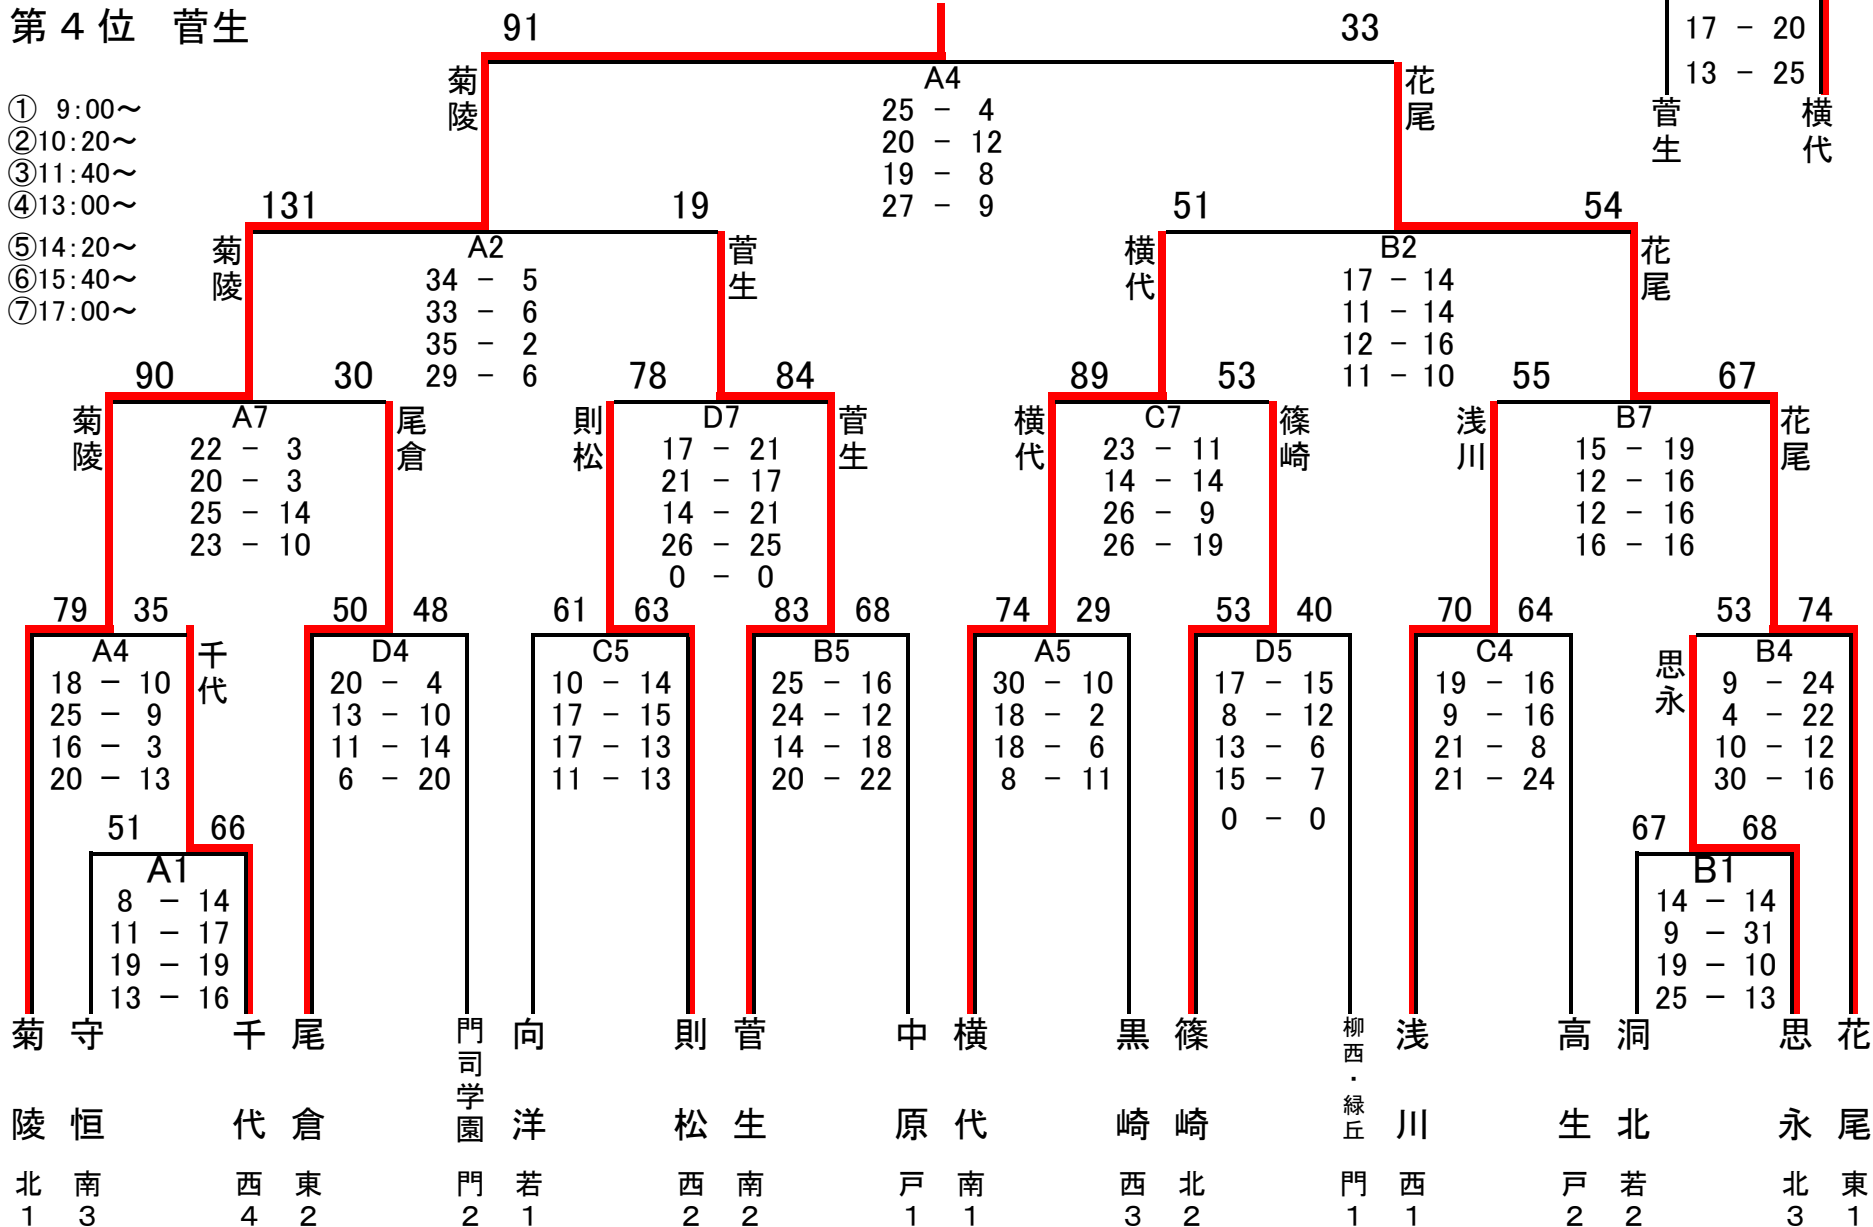 第４位　菅生
91
33
17 － 20
13 － 25
菅生
横代
① 9:00～
②10:20～
③11:40～
④13:00～
⑤14:20～
⑥15:40～
⑦17:00～
菊陵
A4
花尾
25 － 4
20 － 12
19 － 8
27 － 9
131
19
51
54
菊陵
A2
菅生
横代
B2
花尾
34 － 5
33 － 6
35 － 2
29 － 6
17 － 14
11 － 14
12 － 16
11 － 10
90
30
78
84
89
53
55
67
菊陵
A7
尾倉
22 － 3
20 － 3
25 － 14
23 － 10
則松
D7
菅生
17 － 21
21 － 17
14 － 21
26 － 25
0 － 0
横代
C7
篠崎
23 － 11
14 － 14
26 － 9
26 － 19
浅川
B7
花尾
15 － 19
12 － 16
12 － 16
16 － 16
79 35
A4
千代
18 － 10
25 － 9
16 － 3
20 － 13
50 48
D4
20 － 4
13 － 10
11 － 14
6 － 20
61 63
C5
10 － 14
17 － 15
17 － 13
11 － 13
83 68
B5
25 － 16
24 － 12
14 － 18
20 － 22
74 29
A5
30 － 10
18 － 2
18 － 6
8 － 11
53 40
D5
17 － 15
8 － 12
13 － 6
15 － 7
0 － 0
70 64
C4
19 － 16
9 － 16
21 － 8
21 － 24
53 74
思永
B4
9 － 24
4 － 22
10 － 12
30 － 16
51 66
A1
8 － 14
11 － 17
19 － 19
13 － 16
67 68
B1
14 － 14
9 － 31
19 － 10
25 － 13
菊陵
北1
守恒
南3
千代
西4
尾倉
東2
門司学園
門2
向洋
若1
則松
西2
菅生
南2
中原
戸1
横代
南1
黒崎
西3
篠崎
北2
柳西・緑丘
門1
浅川
西1
高生
戸2
洞北
若2
思永
北3
花尾
東1